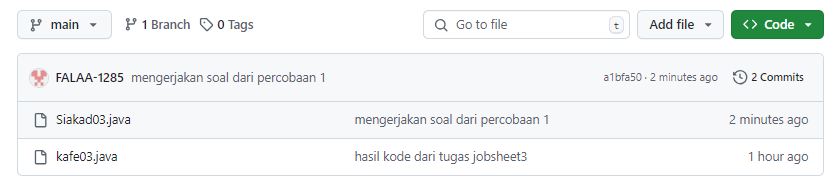 main 1 Branch 0 Tags Go to file t Add file Code
FALAA-1285 mengerjakan soal dari percobaan 1 a1bfa50 · 2 minutes ago 2 Commits
Siakad03.java mengerjakan soal dari percobaan 1 2 minutes ago
kafe03.java hasil kode dari tugas jobsheet3 1 hour ago